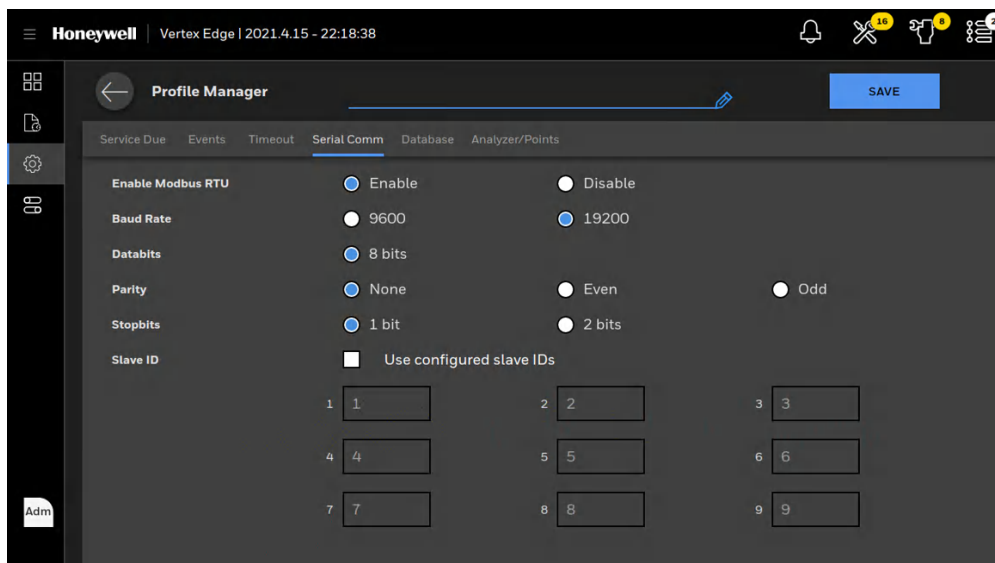 Honeywell Vertex Edge | 2021.4.15 - 22:18:38 16 8 2
Profile Manager SAVE
Service Due Events Timeout Serial Comm Database Analyzer/Points
Enable Modbus RTU Enable Disable
Baud Rate 9600 19200
Databits 8 bits
Parity None Even Odd
Stopbits 1 bit 2 bits
Slave ID Use configured slave IDs
1 1 2 2 3 3
4 4 5 5 6 6
7 7 8 8 9 9
Adm